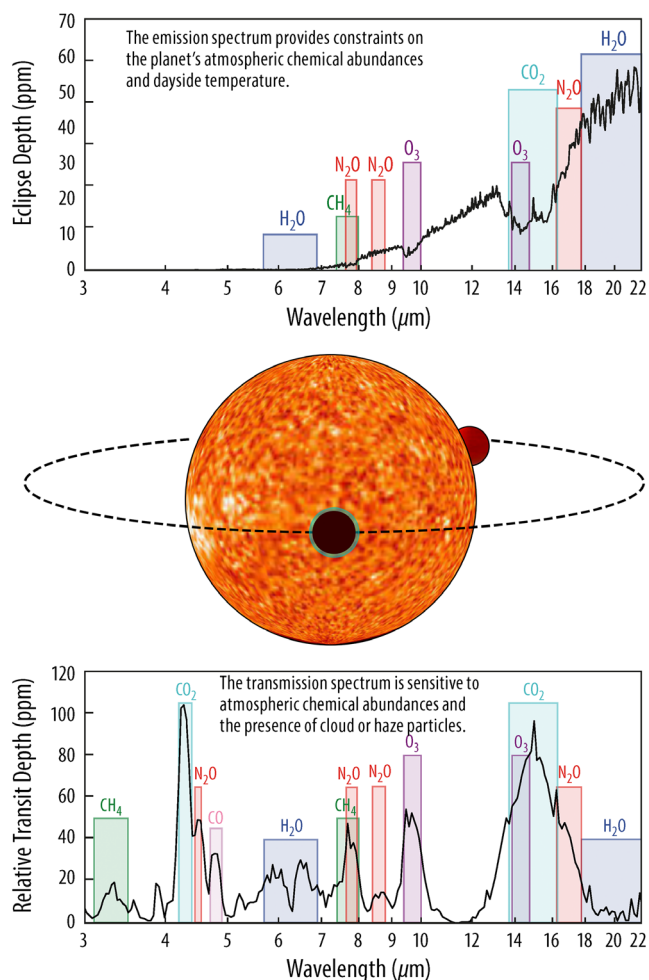 70
60
50
40
30
20
10
0
Eclipse Depth (ppm)
The emission spectrum provides constraints on
the planet's atmospheric chemical abundances
and dayside temperature.
H₂O
CO₂
N₂O
O₃
O₃
N₂O
N₂O
CH₄
H₂O
3 4 5 6 7 8 9 10 12 14 16 18 20 22
Wavelength (μm)
120
100
80
60
40
20
0
Relative Transit Depth (ppm)
The transmission spectrum is sensitive to
atmospheric chemical abundances and
the presence of cloud or haze particles.
CO₂
CO₂
O₃
O₃
N₂O
N₂O
N₂O
N₂O
CH₄
CH₄
CO
H₂O
H₂O
3 4 5 6 7 8 9 10 12 14 16 18 20 22
Wavelength (μm)